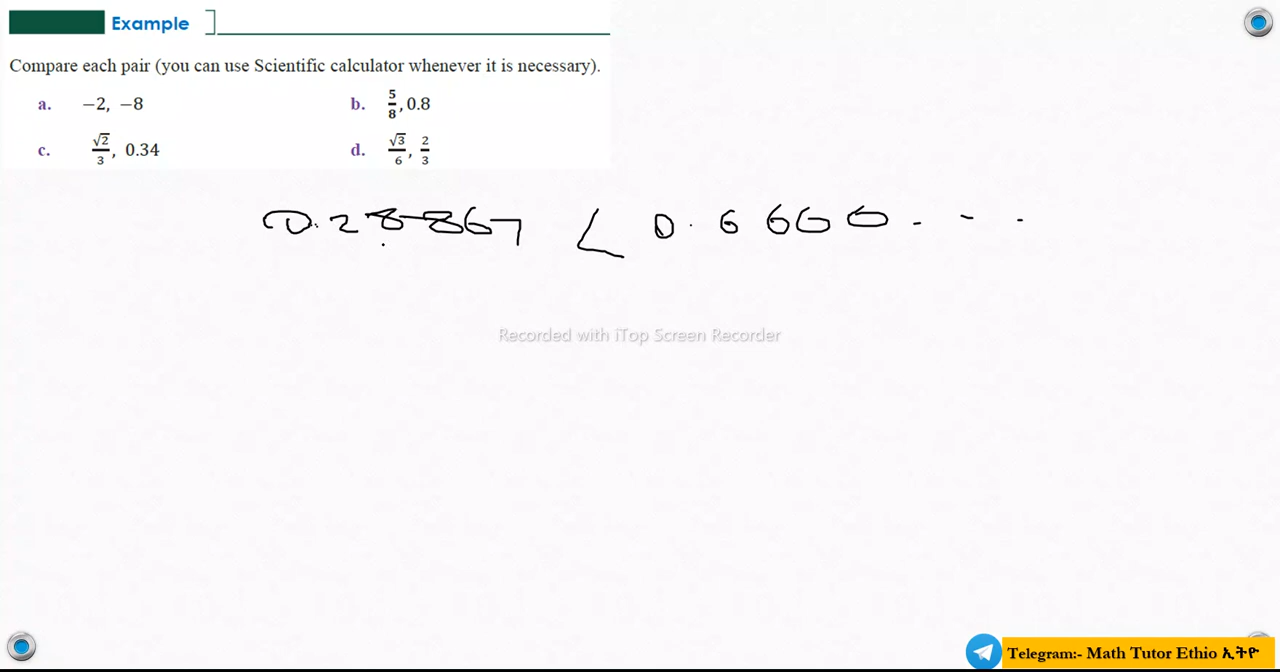 Example
Compare each pair (you can use Scientific calculator whenever it is necessary).
a. −2, −8
b. 5/8, 0.8
c. √2/3, 0.34
d. √3/6, 2/3
0.28867 < 0.6666 . - .
Recorded with iTop Screen Recorder
Telegram:- Math Tutor Ethio ኢትዮ